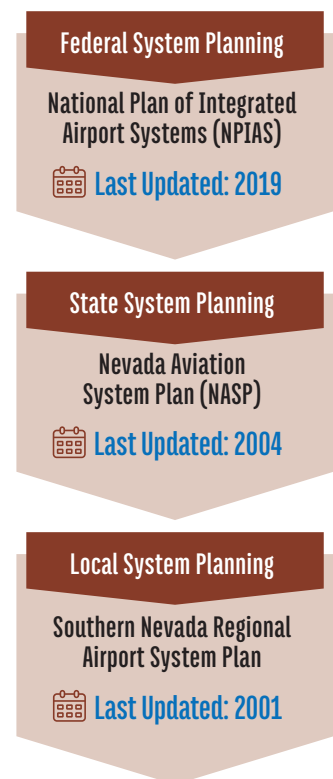 Federal System Planning
National Plan of Integrated
Airport Systems (NPIAS)
Last Updated: 2019
State System Planning
Nevada Aviation
System Plan (NASP)
Last Updated: 2004
Local System Planning
Southern Nevada Regional
Airport System Plan
Last Updated: 2001